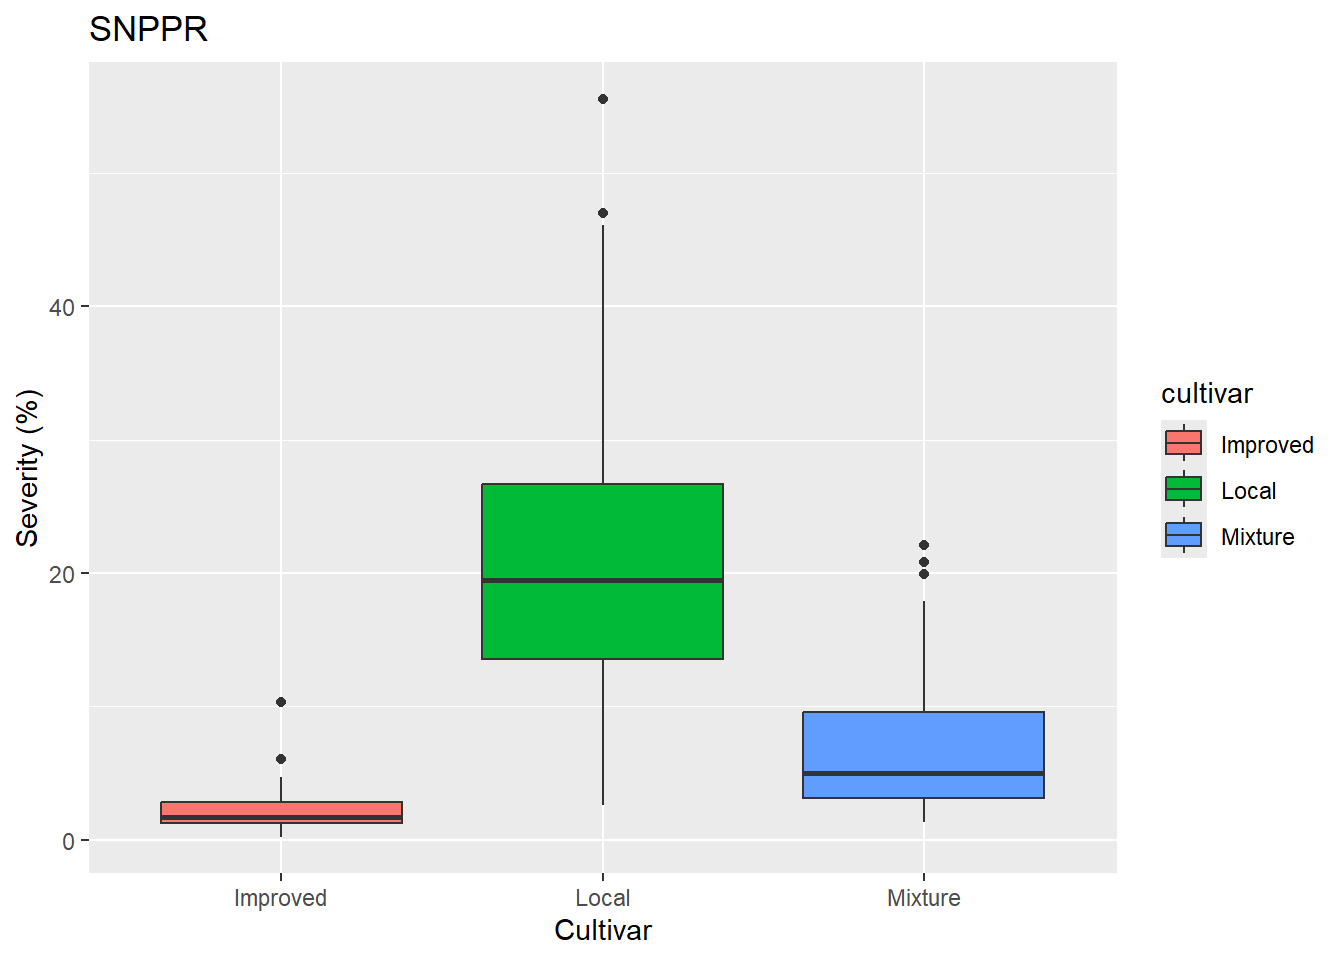 SNPPR
Severity (%)
40
20
0
Improved
Local
Mixture
Cultivar
cultivar
Improved
Local
Mixture